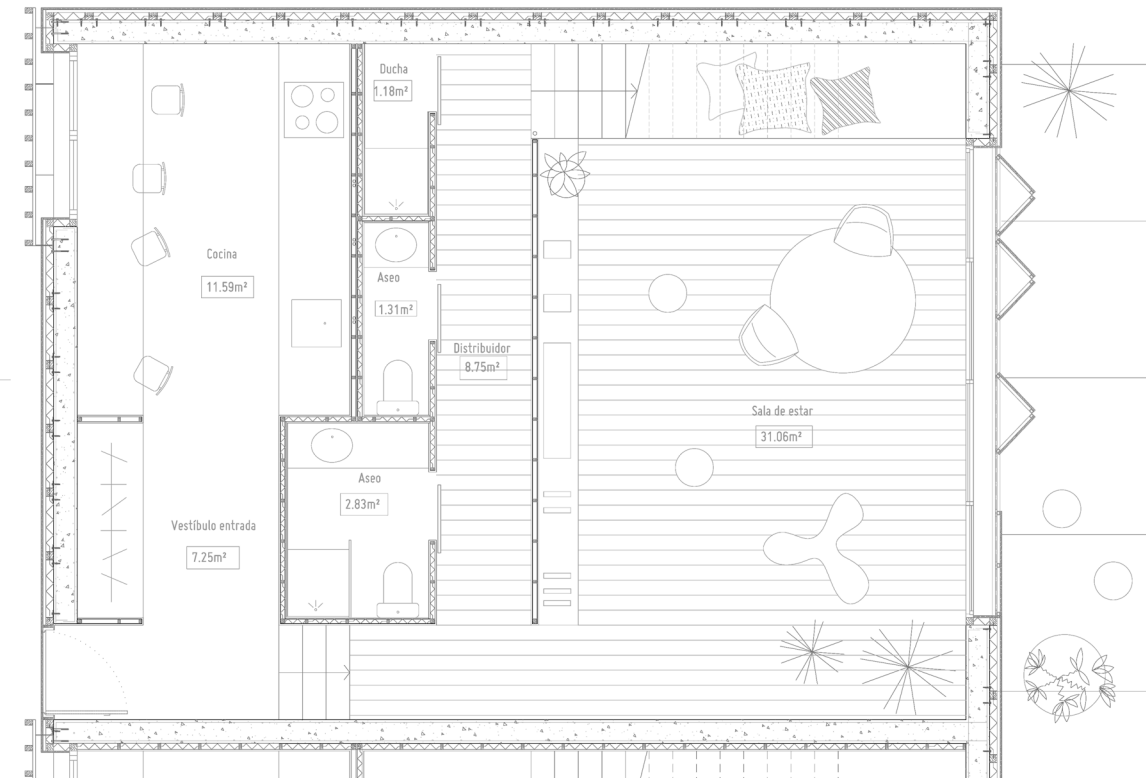 Ducha
1.18m²
Cocina
11.59m²
Aseo
1.31m²
Distribuidor
8.75m²
Sala de estar
31.06m²
Aseo
2.83m²
Vestíbulo entrada
7.25m²